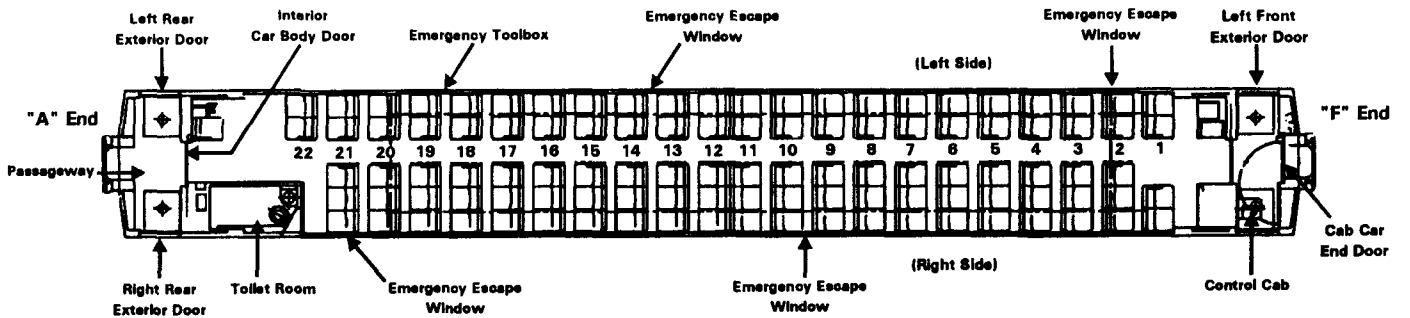 Left Rear
Exterior Door
Interior
Car Body Door
Emergency Toolbox
Emergency Escape
Window
Emergency Escape
Window
Left Front
Exterior Door
(Left Side)
"A" End
"F" End
22 21 20 19 18 17 16 15 14 13 12 11 10 9 8 7 6 5 4 3 2 1
Passageway
(Right Side)
Cab Car
End Door
Right Rear
Exterior Door
Toilet Room
Emergency Escape
Window
Emergency Escape
Window
Control Cab